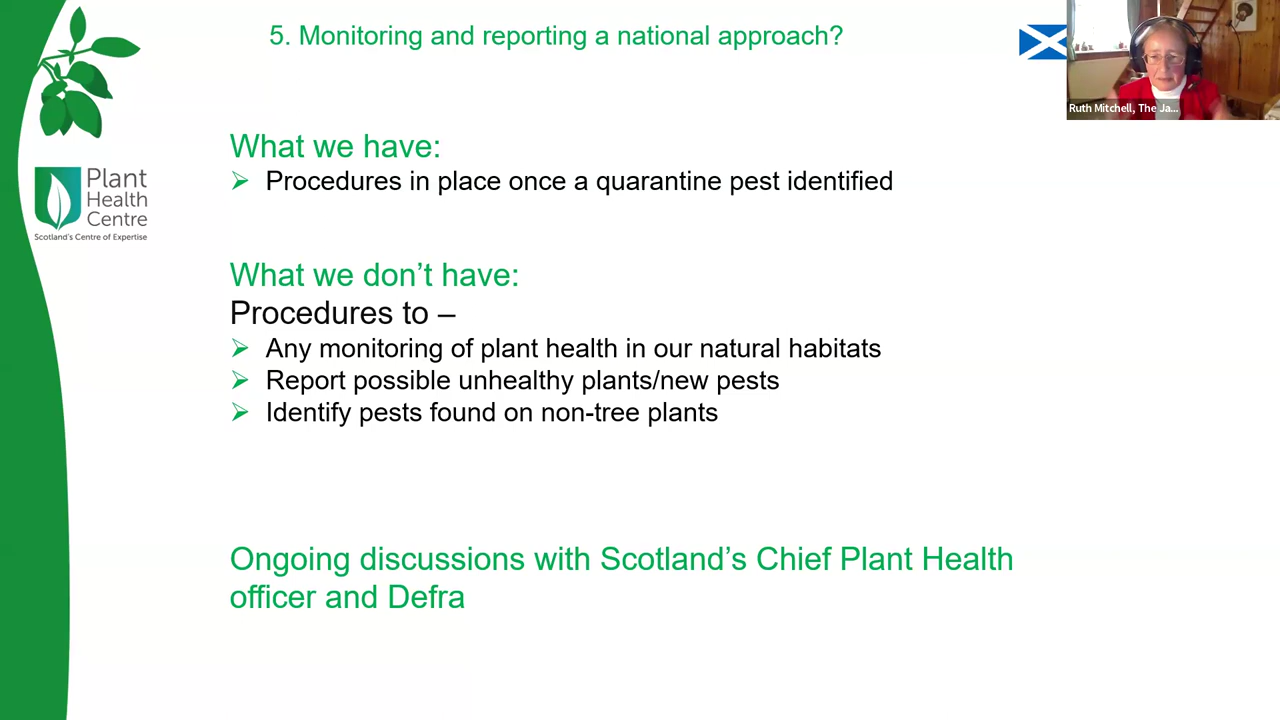 5. Monitoring and reporting a national approach?
Ruth Mitchell, The Ja...
Plant
Health
Centre
Scotland's Centre of Expertise
What we have:
Procedures in place once a quarantine pest identified
What we don’t have:
Procedures to –
Any monitoring of plant health in our natural habitats
Report possible unhealthy plants/new pests
Identify pests found on non-tree plants
Ongoing discussions with Scotland’s Chief Plant Health
officer and Defra